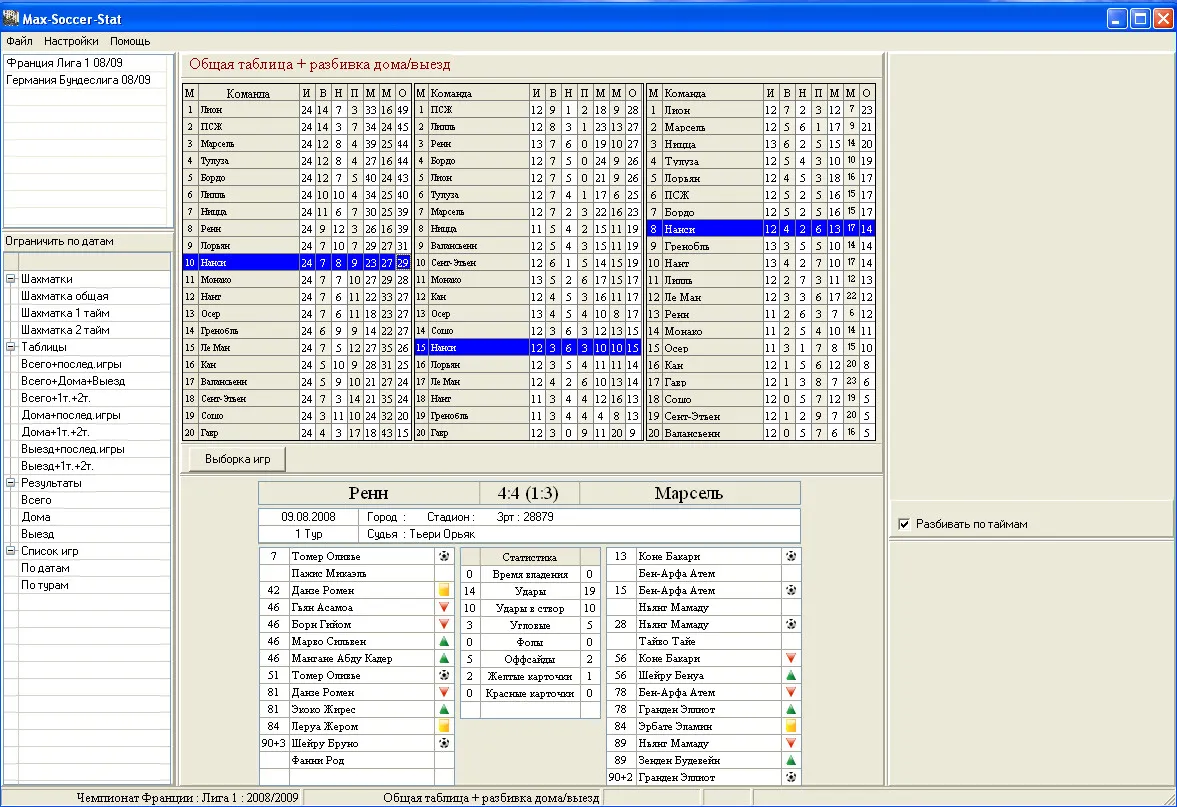 Max-Soccer-Stat
Файл Настройки Помощь
Франция Лига 1 08/09
Германия Бундеслига 08/09
Ограничить по датам
Шахматки
Шахматка общая
Шахматка 1 тайм
Шахматка 2 тайм
Таблицы
Всего+послед.игры
Всего+Дома+Выезд
Всего+1т.+2т.
Дома+послед.игры
Дома+1т.+2т.
Выезд+послед.игры
Выезд+1т.+2т.
Результаты
Всего
Дома
Выезд
Список игр
По датам
По турам
Общая таблица + разбивка дома/выезд
М Команда И В Н П М М О М Команда И В Н П М М О М Команда И В Н П М М О
1 Лион 24 14 7 3 33 16 49 1 ПСЖ 12 9 1 2 18 9 28 1 Лион 12 7 2 3 12 7 23
2 ПСЖ 24 14 3 7 34 24 45 2 Лилль 12 8 3 1 23 13 27 2 Марсель 12 5 6 1 17 9 21
3 Марсель 24 12 8 4 39 25 44 3 Ренн 13 7 6 0 19 10 27 3 Ницца 13 6 2 5 15 14 20
4 Тулуза 24 12 8 4 27 16 44 4 Бордо 12 7 5 0 24 9 26 4 Тулуза 12 5 4 3 10 10 19
5 Бордо 24 12 7 5 40 24 43 5 Лион 12 7 5 0 21 9 26 5 Лорьян 12 4 5 3 18 16 17
6 Лилль 24 10 10 4 34 25 40 6 Тулуза 12 7 4 1 17 6 25 6 ПСЖ 12 5 2 5 16 15 17
7 Ницца 24 11 6 7 30 25 39 7 Марсель 12 7 2 3 22 16 23 7 Бордо 12 5 2 5 16 15 17
8 Ренн 24 9 12 3 26 16 39 8 Ницца 11 5 4 2 15 11 19 8 Нанси 12 4 2 6 13 17 14
9 Лорьян 24 7 10 7 29 27 31 9 Валансьенн 12 5 4 3 15 11 19 9 Гренобль 13 3 5 5 10 14 14
10 Нанси 24 7 8 9 23 27 29 10 Сент-Этьен 12 6 1 5 14 15 19 10 Нант 13 4 2 7 10 17 14
11 Монако 24 7 7 10 27 29 28 11 Монако 13 5 2 6 17 15 17 11 Лилль 12 2 7 3 11 12 13
12 Нант 24 7 6 11 22 33 27 12 Кан 12 4 5 3 16 11 17 12 Ле Ман 12 3 3 6 17 22 12
13 Осер 24 7 6 11 18 23 27 13 Осер 13 4 5 4 10 8 17 13 Ренн 11 2 6 3 7 6 12
14 Гренобль 24 6 9 9 14 22 27 14 Сошо 12 3 6 3 12 13 15 14 Монако 11 2 5 4 10 14 11
15 Ле Ман 24 7 5 12 27 35 26 15 Нанси 12 3 6 3 10 10 15 15 Осер 11 3 1 7 8 15 10
16 Кан 24 5 10 9 28 31 25 16 Лорьян 12 3 5 4 11 11 14 16 Кан 12 1 5 6 12 20 8
17 Валансьенн 24 5 9 10 21 27 24 17 Ле Ман 12 4 2 6 10 13 14 17 Гавр 12 1 3 8 7 23 6
18 Сент-Этьен 24 7 3 14 21 35 24 18 Нант 11 3 4 4 12 16 13 18 Сошо 12 0 5 7 12 19 5
19 Сошо 24 3 11 10 24 32 20 19 Гренобль 11 3 4 4 4 8 13 19 Сент-Этьен 12 1 2 9 7 20 5
20 Гавр 24 4 3 17 18 43 15 20 Гавр 12 3 0 9 11 20 9 20 Валансьенн 12 0 5 7 6 16 5
Выборка игр
Ренн 4:4 (1:3) Марсель
09.08.2008 Город : Стадион : Зрт : 28879
1 Тур Судья : Тьери Орьяк
7 Томер Оливье
Пажис Микаэль
42 Данзе Ромен
46 Гьян Асамоа
46 Борн Гийом
46 Марво Сильвен
46 Мангане Абду Кадер
51 Томер Оливье
81 Данзе Ромен
81 Экоко Жирес
84 Леруа Жером
90+3 Шейру Бруно
Фанни Род
Статистика
0 Время владения 0
14 Удары 19
10 Удары в створ 10
3 Угловые 5
0 Фолы 0
5 Оффсайды 2
2 Желтые карточки 1
0 Красные карточки 0
13 Коне Бакари
Бен-Арфа Атем
15 Бен-Арфа Атем
Ньянг Мамаду
28 Ньянг Мамаду
Тайво Тайе
56 Коне Бакари
56 Шейру Бенуа
78 Бен-Арфа Атем
78 Гранден Эллиот
84 Эрбате Эламин
89 Ньянг Мамаду
89 Зенден Будевейн
90+2 Гранден Эллиот
Разбивать по таймам
Чемпионат Франции : Лига 1 : 2008/2009 Общая таблица + разбивка дома/выезд